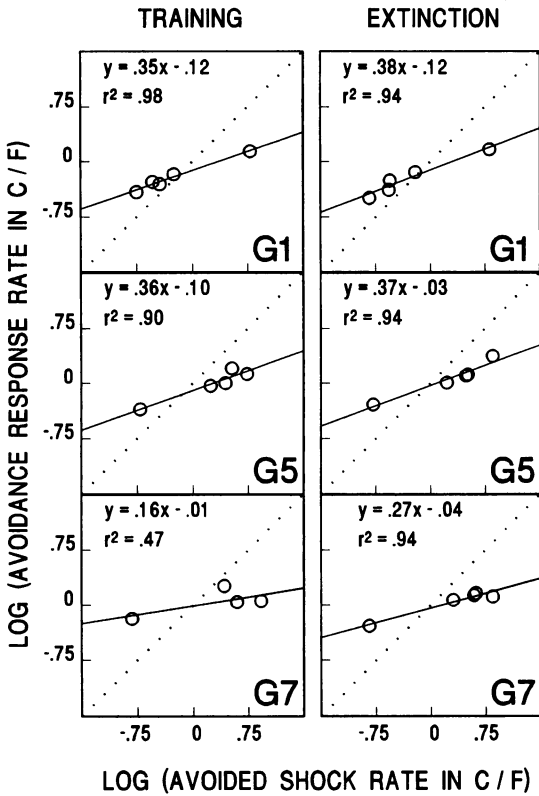 TRAINING EXTINCTION
y = .35x - .12
r² = .98
y = .38x - .12
r² = .94
.75
0
-.75
G1
G1
y = .36x - .10
r² = .90
y = .37x - .03
r² = .94
.75
0
-.75
G5
G5
y = .16x - .01
r² = .47
y = .27x - .04
r² = .94
.75
0
-.75
G7
G7
-.75 0 .75
-.75 0 .75
LOG (AVOIDANCE RESPONSE RATE IN C / F)
LOG (AVOIDED SHOCK RATE IN C / F)